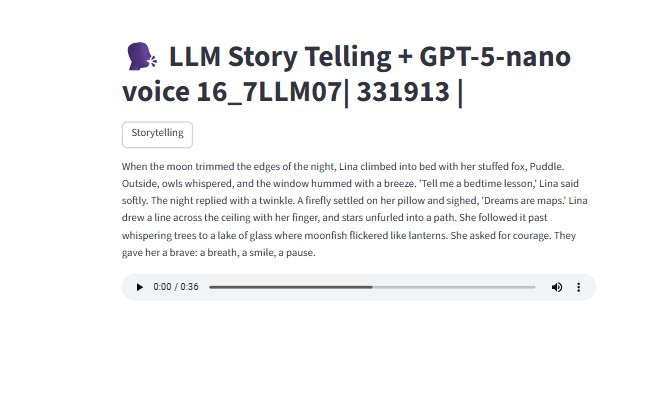 LLM Story Telling + GPT-5-nano
voice 16_7LLM07| 331913 |
Storytelling
When the moon trimmed the edges of the night, Lina climbed into bed with her stuffed fox, Puddle.
Outside, owls whispered, and the window hummed with a breeze. 'Tell me a bedtime lesson,' Lina said
softly. The night replied with a twinkle. A firefly settled on her pillow and sighed, 'Dreams are maps.' Lina
drew a line across the ceiling with her finger, and stars unfurled into a path. She followed it past
whispering trees to a lake of glass where moonfish flickered like lanterns. She asked for courage. They
gave her a brave: a breath, a smile, a pause.
0:00 / 0:36